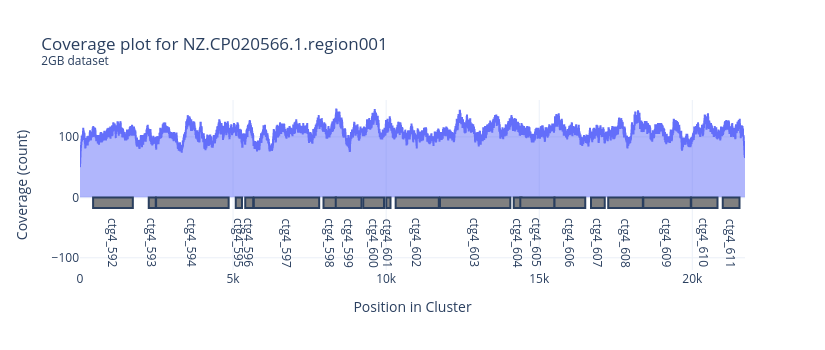 Coverage plot for NZ.CP020566.1.region001
2GB dataset
Coverage (count)
100
0
−100
ctg4_592
ctg4_593
ctg4_594
ctg4_595
ctg4_596
ctg4_597
ctg4_598
ctg4_599
ctg4_600
ctg4_601
ctg4_602
ctg4_603
ctg4_604
ctg4_605
ctg4_606
ctg4_607
ctg4_608
ctg4_609
ctg4_610
ctg4_611
0
5k
10k
15k
20k
Position in Cluster